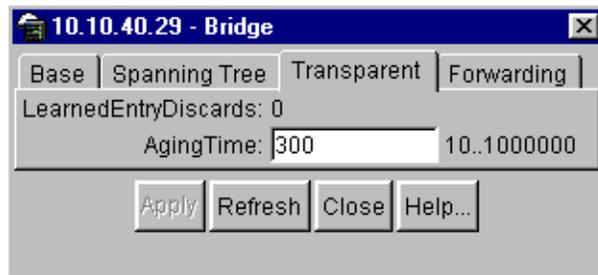 10.10.40.29 - Bridge
Base Spanning Tree Transparent Forwarding
LearnedEntryDiscards: 0
AgingTime: 300 10..1000000
Apply Refresh Close Help...